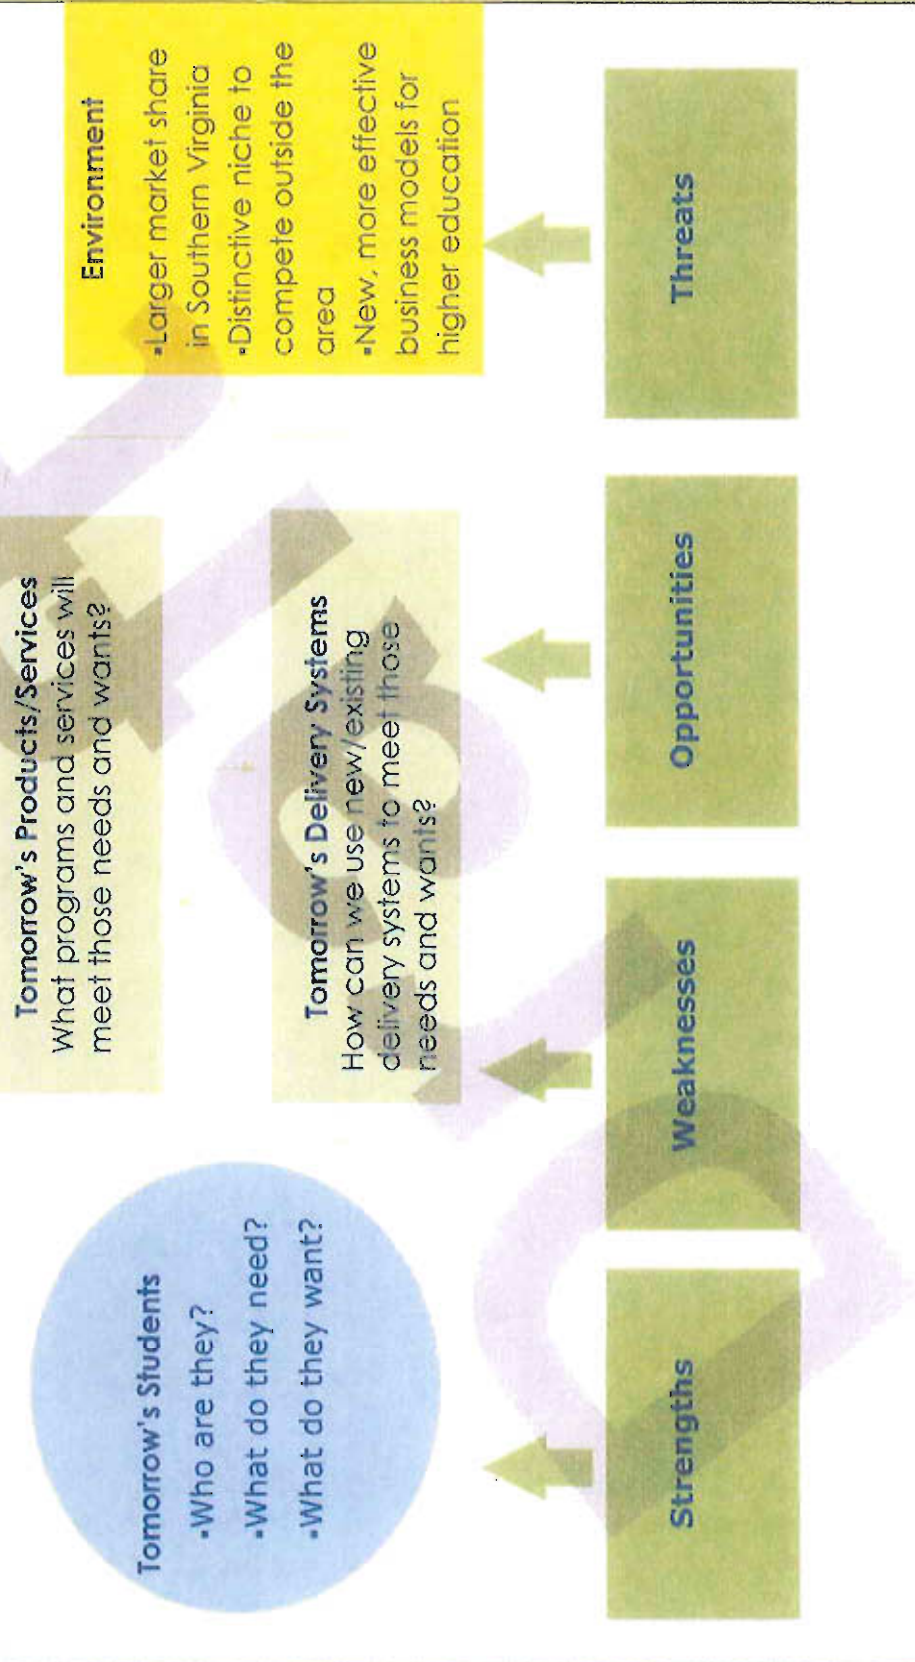 Tomorrow's Students
▪Who are they?
▪What do they need?
▪What do they want?
Tomorrow's Products/Services
What programs and services will
meet those needs and wants?
Tomorrow's Delivery Systems
How can we use new/existing
delivery systems to meet those
needs and wants?
Environment
▪Larger market share
in Southern Virginia
▪Distinctive niche to
compete outside the
area
▪New, more effective
business models for
higher education
Strengths
Weaknesses
Opportunities
Threats